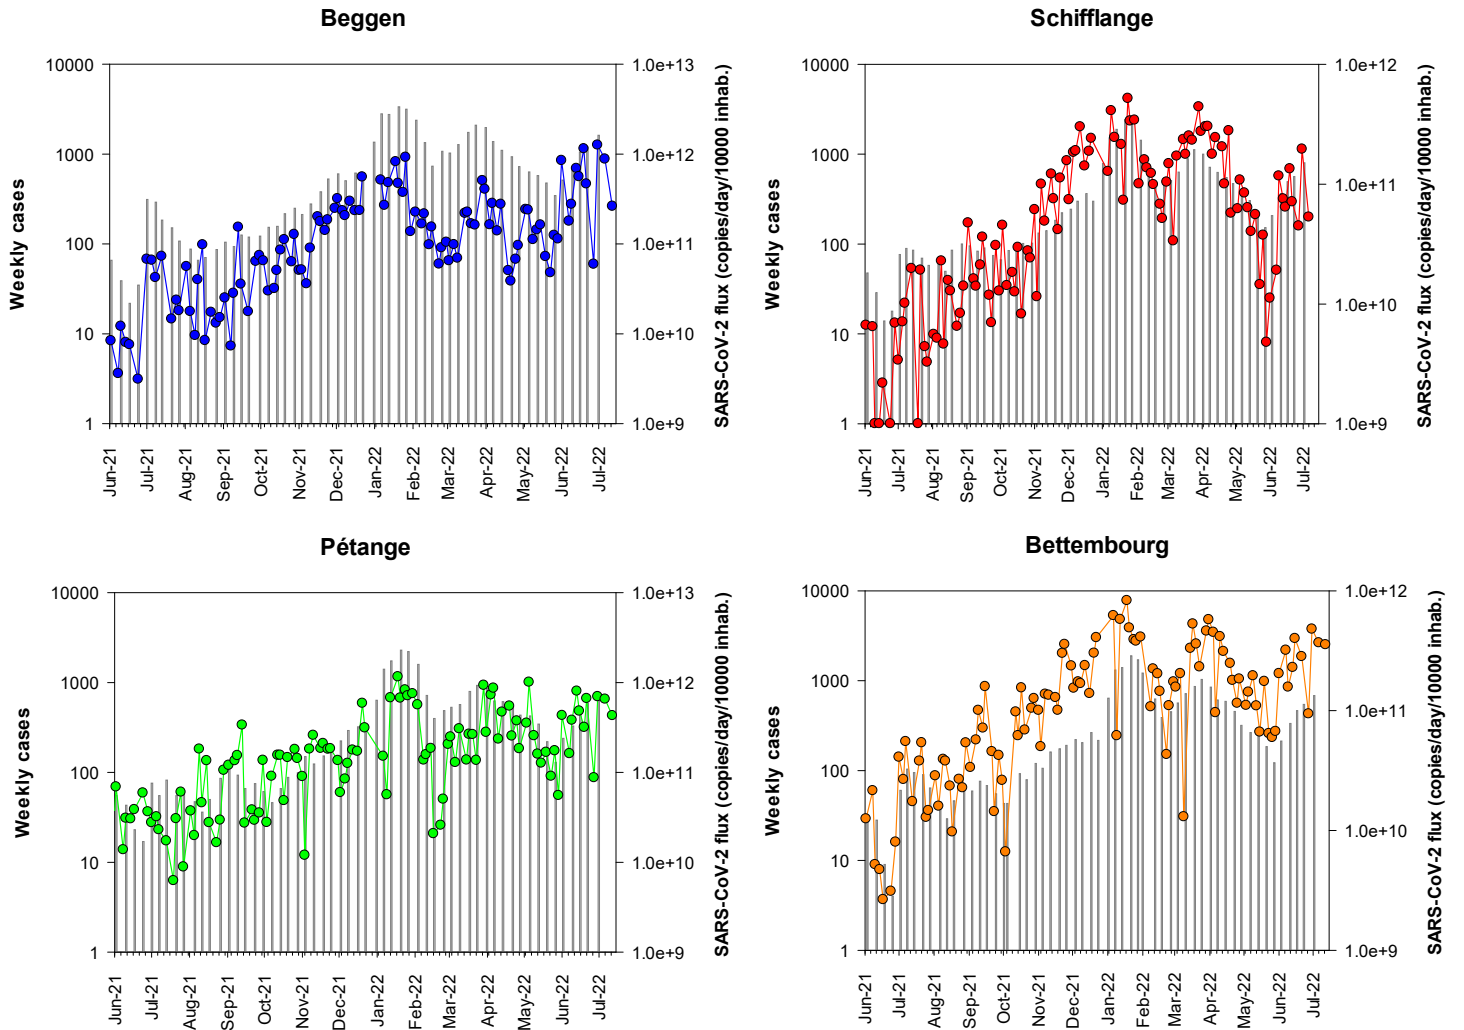 Beggen
Weekly cases
10000
1000
100
10
1
1.0e+13
1.0e+12
1.0e+11
1.0e+10
1.0e+9
SARS-CoV-2 flux (copies/day/10000 inhab.)
Jun-21
Jul-21
Aug-21
Sep-21
Oct-21
Nov-21
Dec-21
Jan-22
Feb-22
Mar-22
Apr-22
May-22
Jun-22
Jul-22
Schifflange
Weekly cases
10000
1000
100
10
1
1.0e+12
1.0e+11
1.0e+10
1.0e+9
SARS-CoV-2 flux (copies/day/10000 inhab.)
Jun-21
Jul-21
Aug-21
Sep-21
Oct-21
Nov-21
Dec-21
Jan-22
Feb-22
Mar-22
Apr-22
May-22
Jun-22
Jul-22
Pétange
Weekly cases
10000
1000
100
10
1
1.0e+13
1.0e+12
1.0e+11
1.0e+10
1.0e+9
SARS-CoV-2 flux (copies/day/10000 inhab.)
Jun-21
Jul-21
Aug-21
Sep-21
Oct-21
Nov-21
Dec-21
Jan-22
Feb-22
Mar-22
Apr-22
May-22
Jun-22
Jul-22
Bettembourg
Weekly cases
10000
1000
100
10
1
1.0e+12
1.0e+11
1.0e+10
1.0e+9
SARS-CoV-2 flux (copies/day/10000 inhab.)
Jun-21
Jul-21
Aug-21
Sep-21
Oct-21
Nov-21
Dec-21
Jan-22
Feb-22
Mar-22
Apr-22
May-22
Jun-22
Jul-22